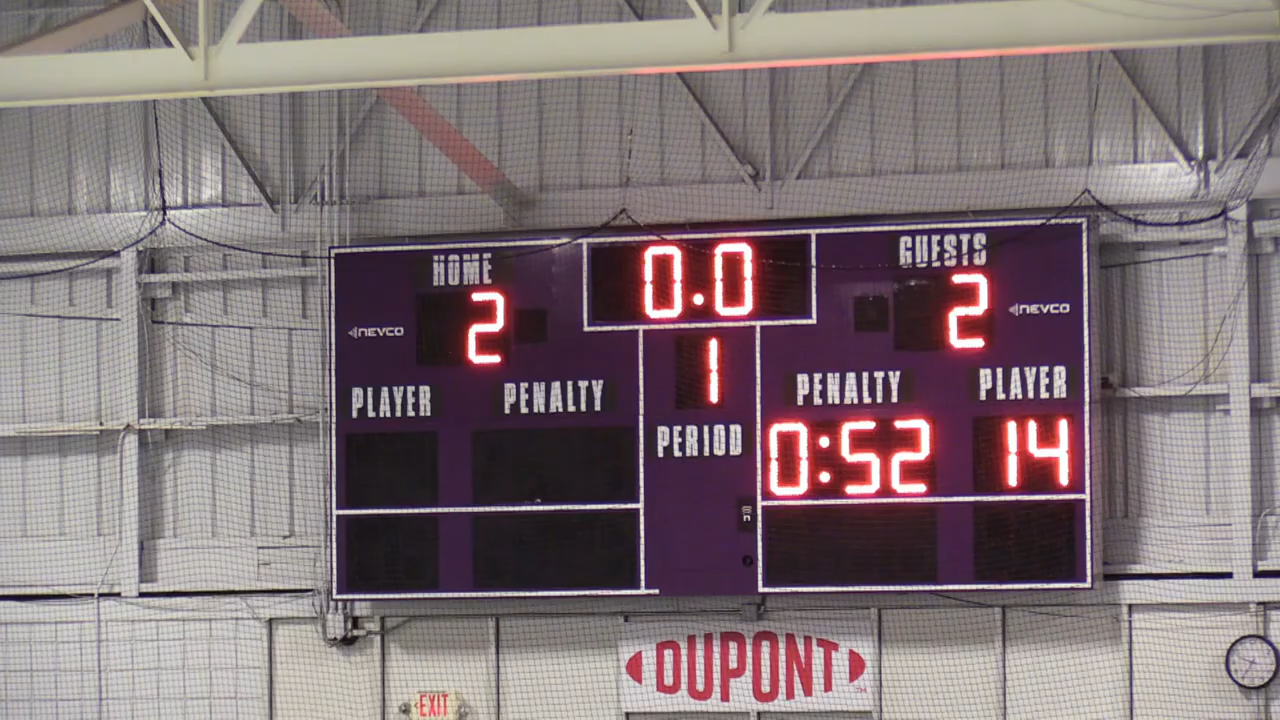 HOME
0.0
GUESTS
2
2
NEVCO
NEVCO
1
PLAYER
PENALTY
PENALTY
PLAYER
PERIOD
0:52
14
DUPONT
TM
EXIT